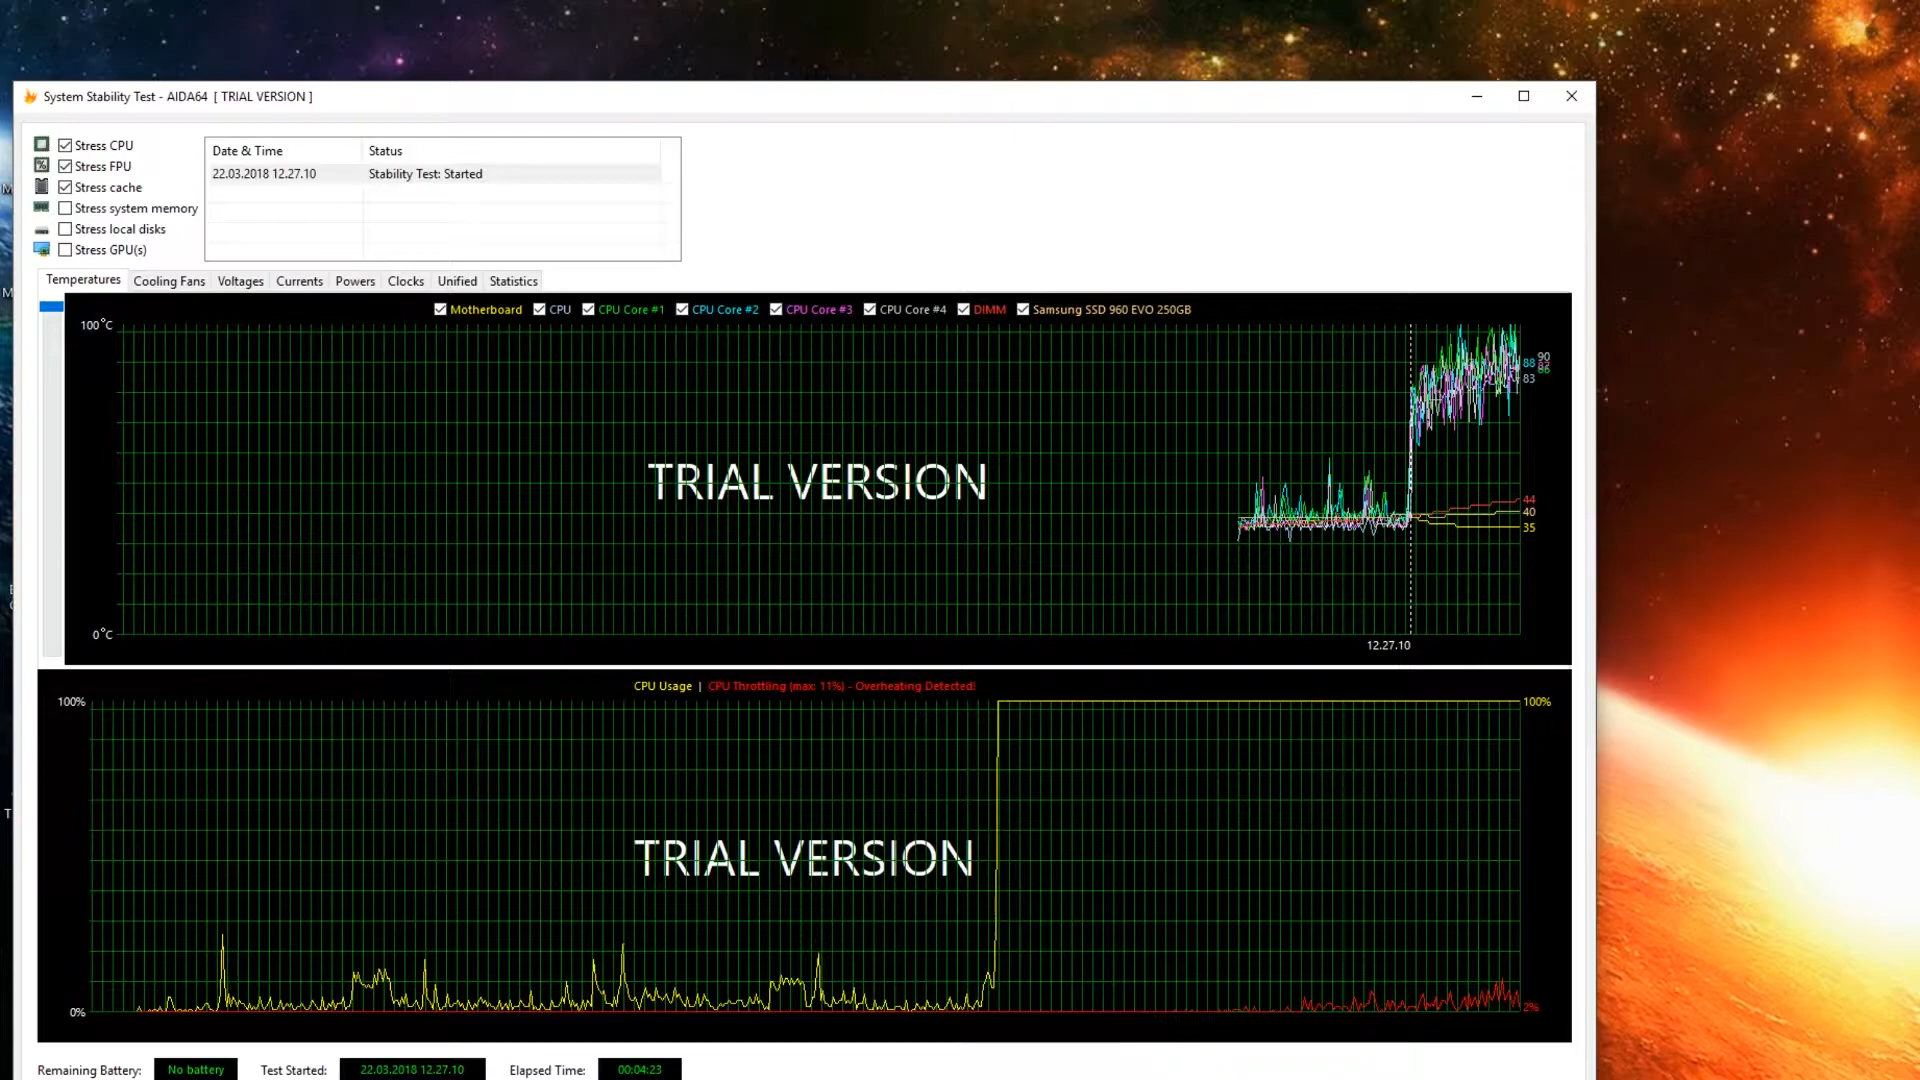 System Stability Test - AIDA64 [ TRIAL VERSION ]
Stress CPU
Stress FPU
Stress cache
Stress system memory
Stress local disks
Stress GPU(s)
Date & Time Status
22.03.2018 12.27.10 Stability Test: Started
Temperatures Cooling Fans Voltages Currents Powers Clocks Unified Statistics
Motherboard CPU CPU Core #1 CPU Core #2 CPU Core #3 CPU Core #4 DIMM Samsung SSD 960 EVO 250GB
100°C
90
88
83
TRIAL VERSION
44
40
35
0°C
12.27.10
CPU Usage | CPU Throttling (max: 11%) - Overheating Detected!
100% 100%
TRIAL VERSION
0% 2%
Remaining Battery: No battery Test Started: 22.03.2018 12.27.10 Elapsed Time: 00:04:23